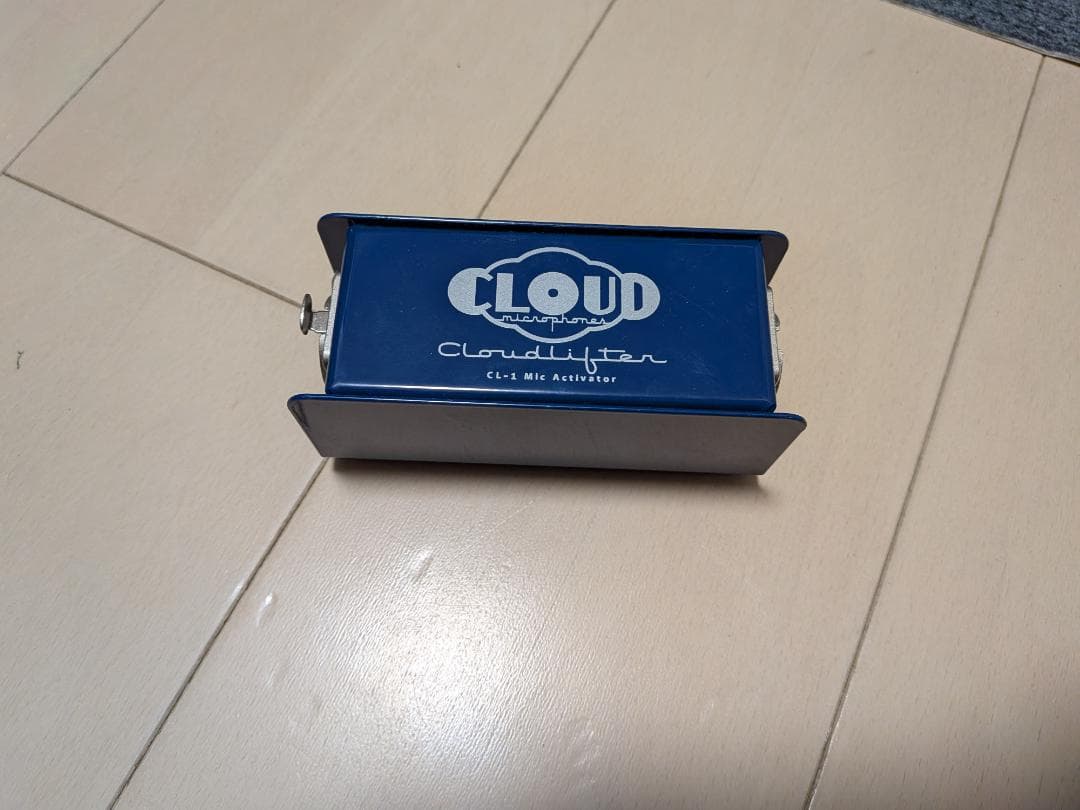 CLOUD
microphones
Cloudlifter
CL-1 Mic Activator